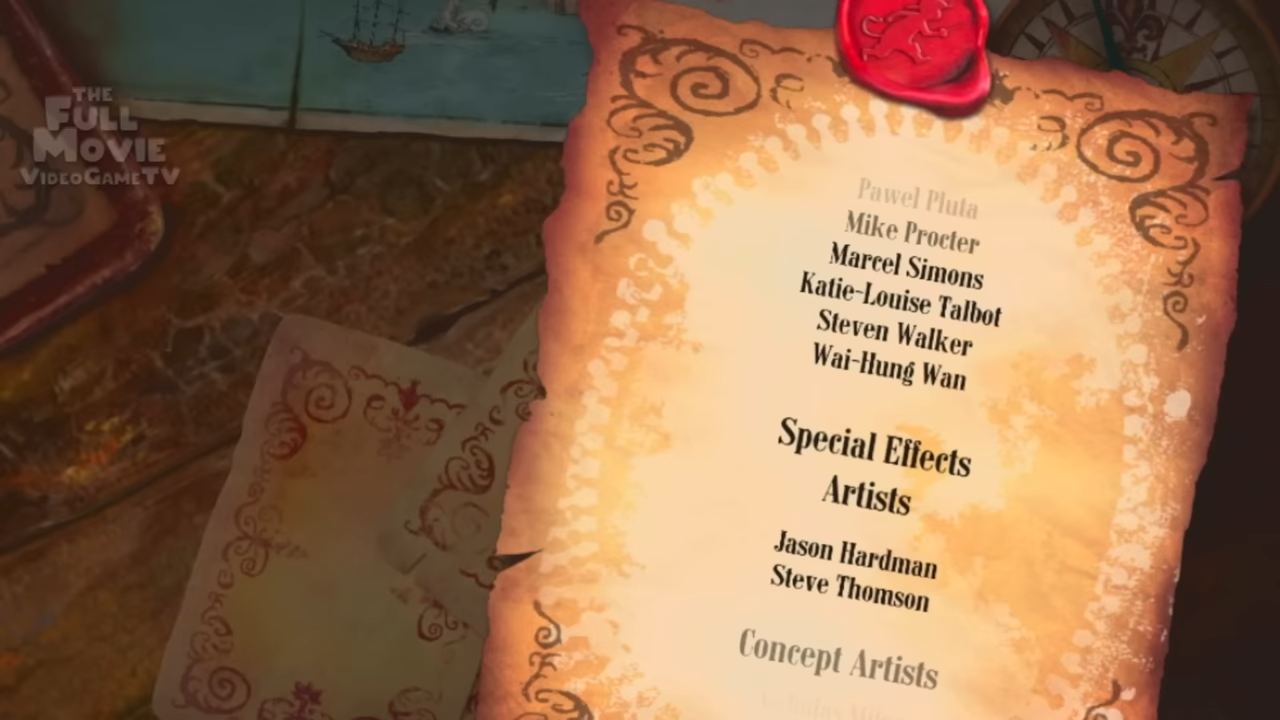 THE
FULL
MOVIE
VIDEOGAMETV
Pawel Pluta
Mike Procter
Marcel Simons
Katie-Louise Talbot
Steven Walker
Wai-Hung Wan
Special Effects
Artists
Jason Hardman
Steve Thomson
Concept Artists